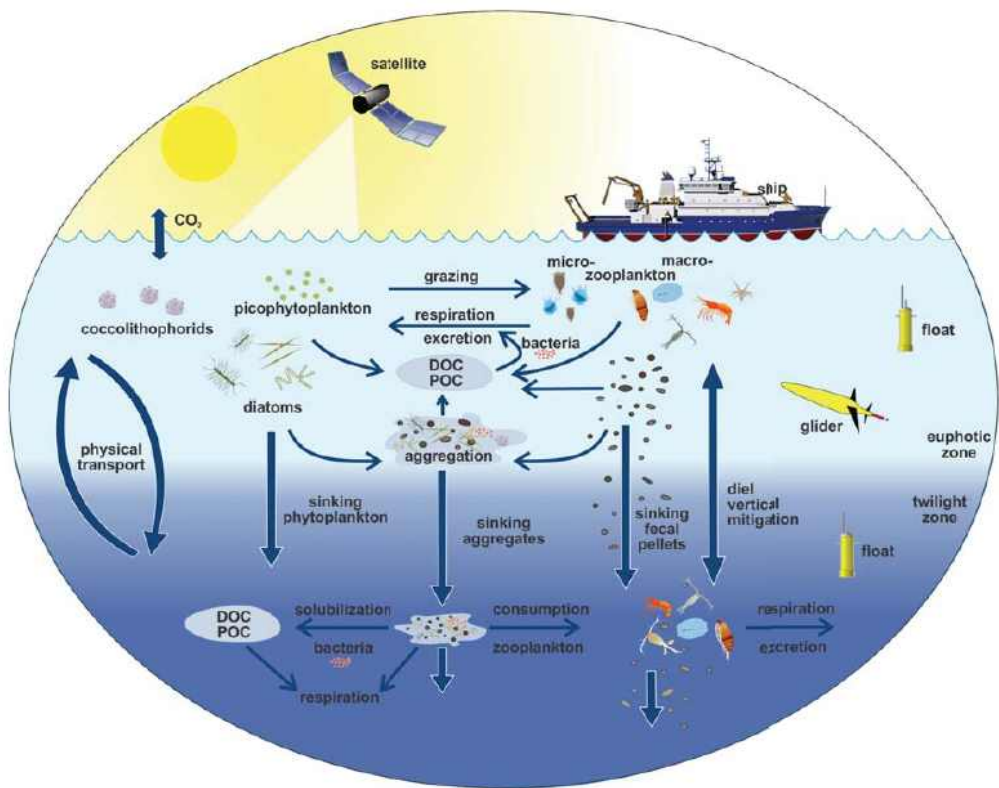 satellite
ship
CO₂
micro-
macro-
zooplankton
grazing
picophytoplankton
coccolithophorids
respiration
excretion
bacteria
float
DOC
POC
diatoms
glider
euphotic
zone
aggregation
physical
transport
sinking
phytoplankton
sinking
aggregates
sinking
fecal
pellets
diel
vertical
mitigation
twilight
zone
float
DOC
POC
solubilization
bacteria
consumption
zooplankton
respiration
excretion
respiration